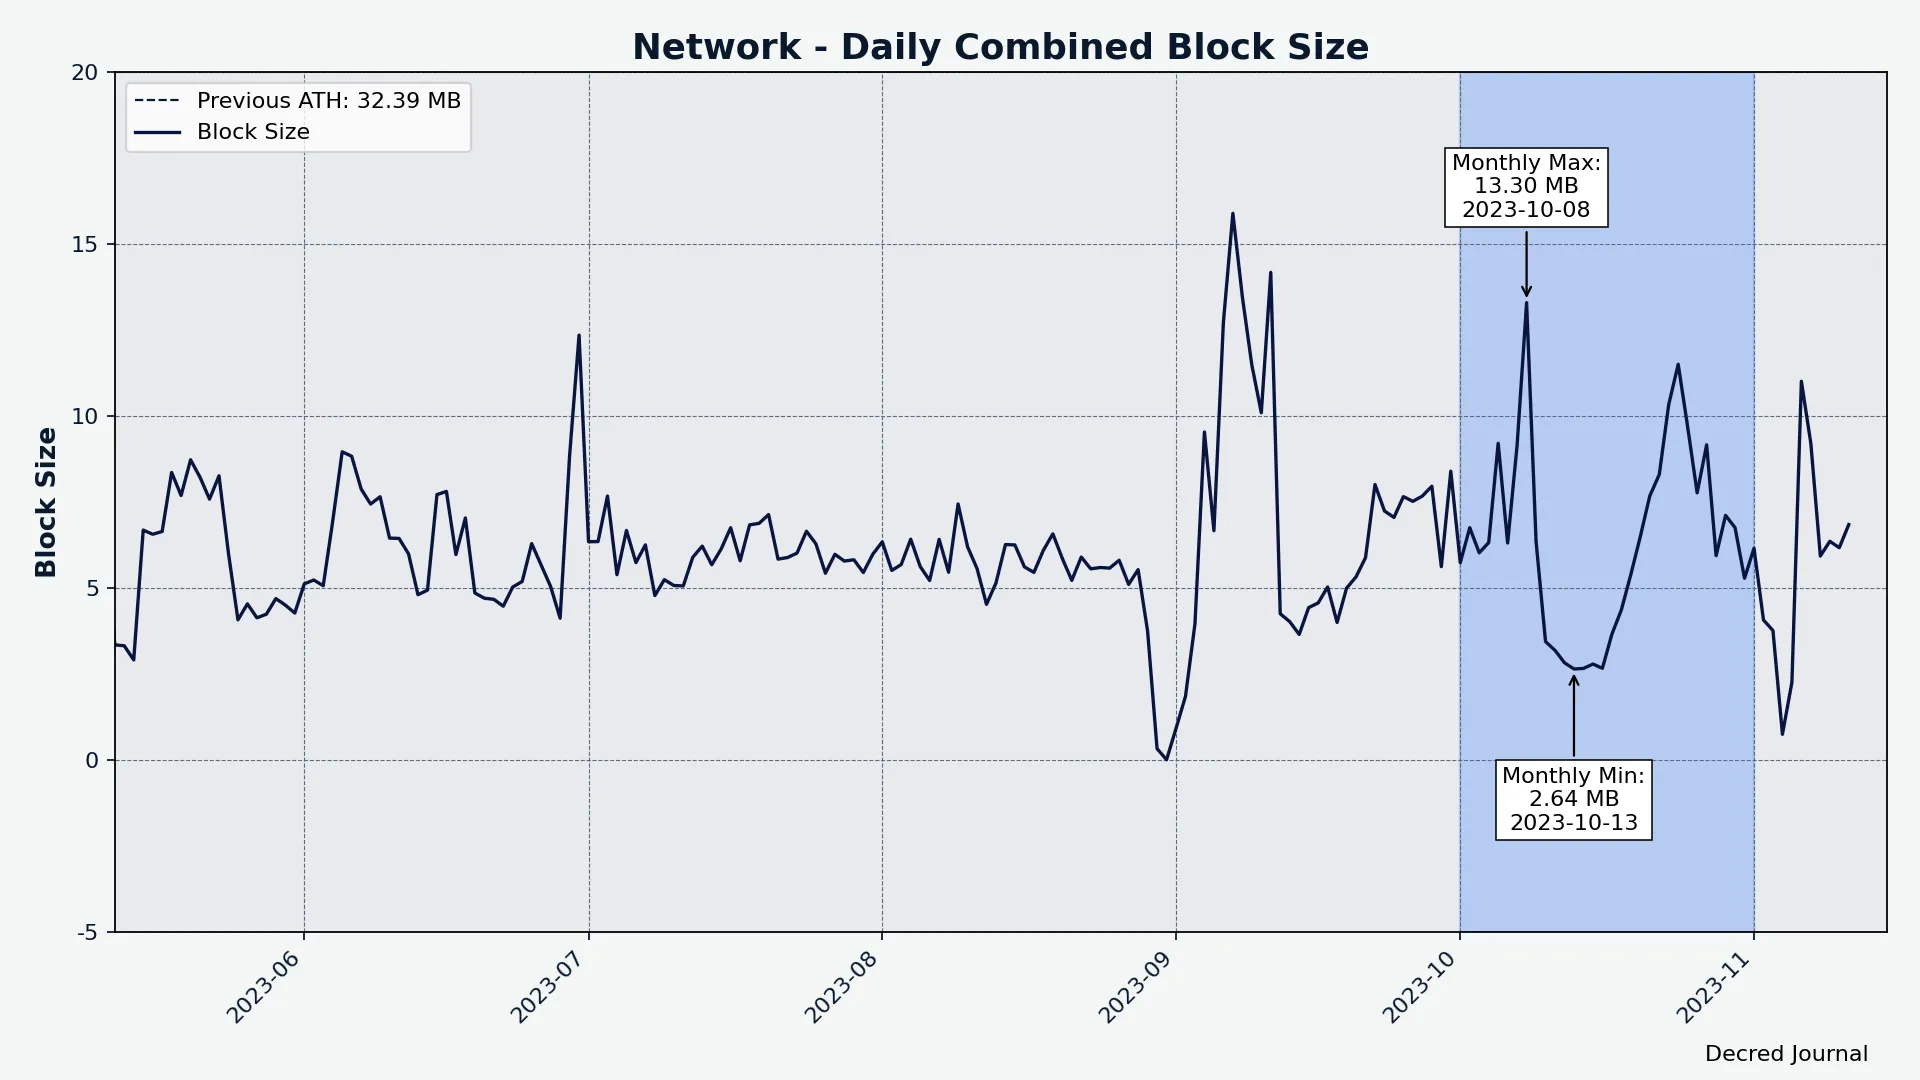 Network - Daily Combined Block Size
Previous ATH: 32.39 MB
Block Size
Block Size
20
15
10
5
0
-5
Monthly Max:
13.30 MB
2023-10-08
Monthly Min:
2.64 MB
2023-10-13
2023-06
2023-07
2023-08
2023-09
2023-10
2023-11
Decred Journal